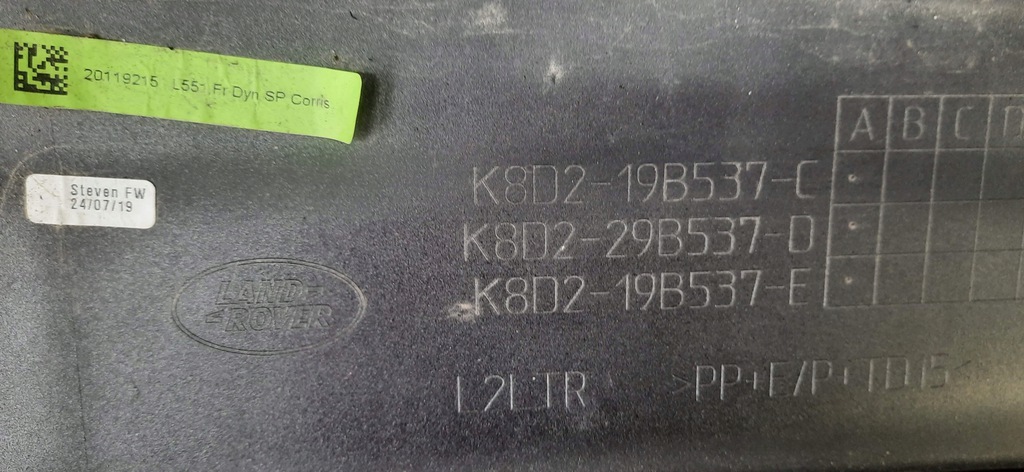 20119215 L551 Fr Dyn SP Corris
Steven FW
24/07/19
A B C D
K8D2-19B537-C
K8D2-29B537-D
K8D2-19B537-E
LAND-
-ROVER
L2LTR >PP+E/P+TD15<